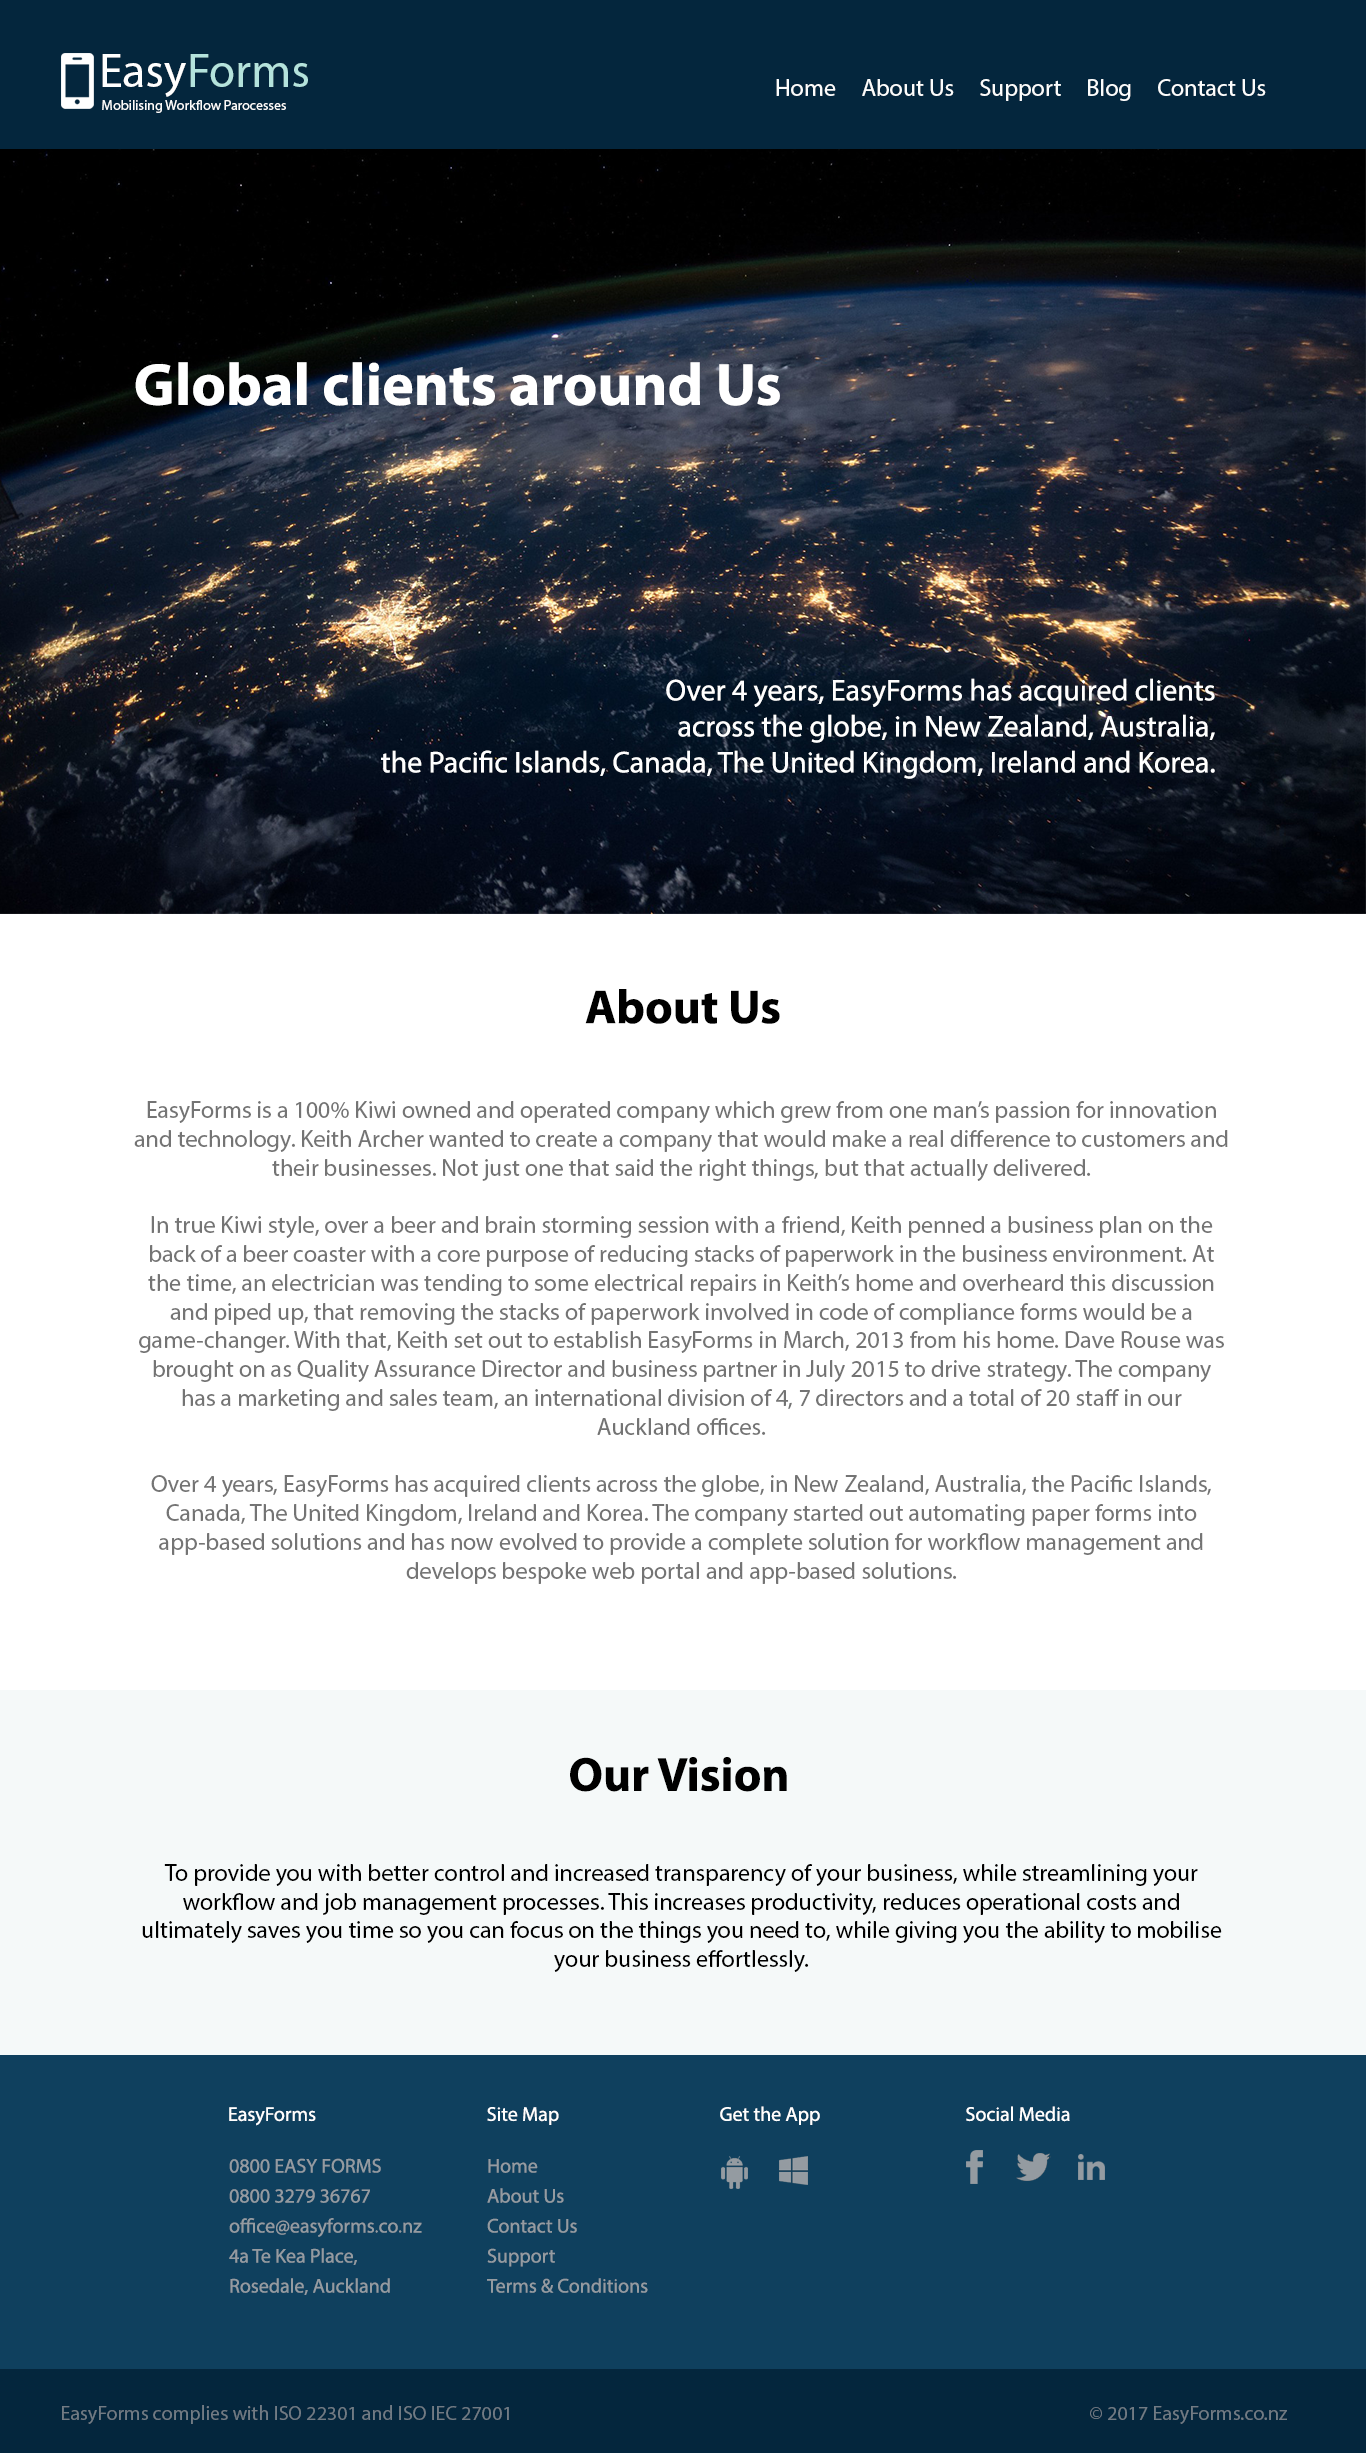 EasyForms
Mobilising Workflow Parocesses
Home About Us Support Blog Contact Us
Global clients around Us
Over 4 years, EasyForms has acquired clients
across the globe, in New Zealand, Australia,
the Pacific Islands, Canada, The United Kingdom, Ireland and Korea.
About Us
EasyForms is a 100% Kiwi owned and operated company which grew from one man’s passion for innovation
and technology. Keith Archer wanted to create a company that would make a real difference to customers and
their businesses. Not just one that said the right things, but that actually delivered.
In true Kiwi style, over a beer and brain storming session with a friend, Keith penned a business plan on the
back of a beer coaster with a core purpose of reducing stacks of paperwork in the business environment. At
the time, an electrician was tending to some electrical repairs in Keith’s home and overheard this discussion
and piped up, that removing the stacks of paperwork involved in code of compliance forms would be a
game-changer. With that, Keith set out to establish EasyForms in March, 2013 from his home. Dave Rouse was
brought on as Quality Assurance Director and business partner in July 2015 to drive strategy. The company
has a marketing and sales team, an international division of 4, 7 directors and a total of 20 staff in our
Auckland offices.
Over 4 years, EasyForms has acquired clients across the globe, in New Zealand, Australia, the Pacific Islands,
Canada, The United Kingdom, Ireland and Korea. The company started out automating paper forms into
app-based solutions and has now evolved to provide a complete solution for workflow management and
develops bespoke web portal and app-based solutions.
Our Vision
To provide you with better control and increased transparency of your business, while streamlining your
workflow and job management processes. This increases productivity, reduces operational costs and
ultimately saves you time so you can focus on the things you need to, while giving you the ability to mobilise
your business effortlessly.
EasyForms
0800 EASY FORMS
0800 3279 36767
office@easyforms.co.nz
4a Te Kea Place,
Rosedale, Auckland
Site Map
Home
About Us
Contact Us
Support
Terms & Conditions
Get the App
Social Media
EasyForms complies with ISO 22301 and ISO IEC 27001
© 2017 EasyForms.co.nz